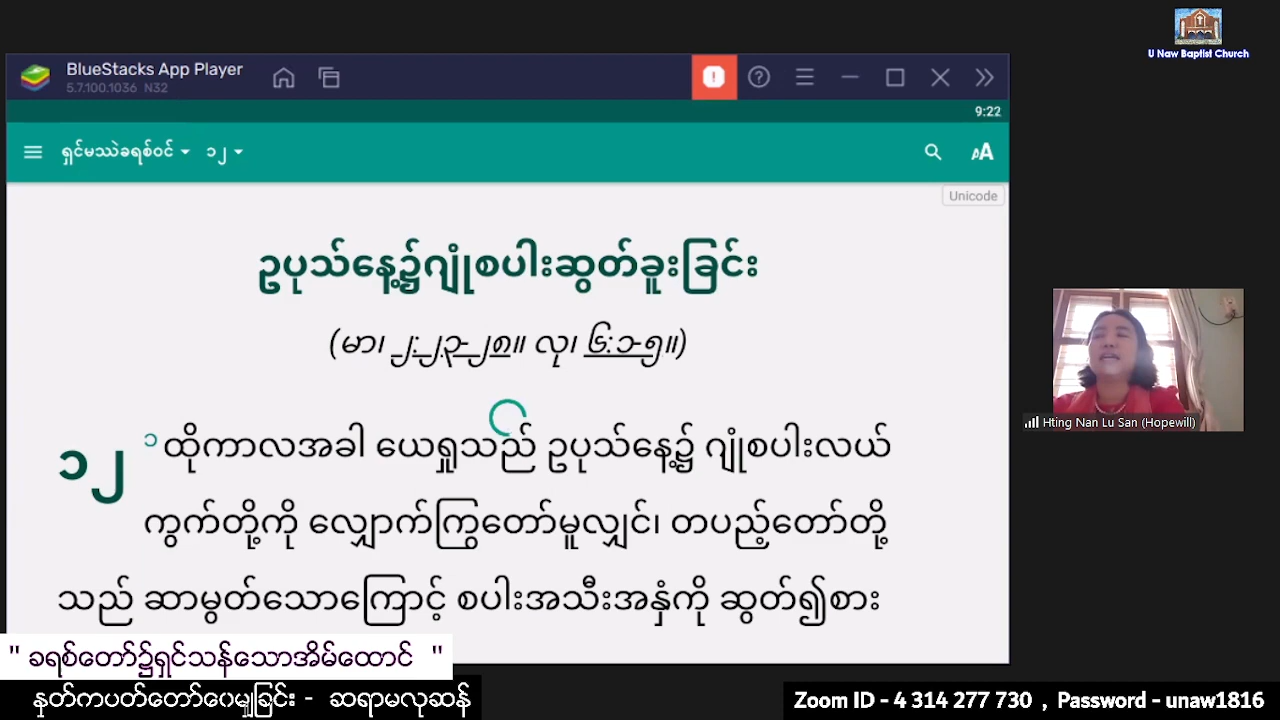 U Naw Baptist Church
BlueStacks App Player
5.7.100.1036 N32
9:22
ရှင်မဿဲခရစ်ဝင် ၁၂
AA
Unicode
ဥပုသ်နေ့၌ဂျုံစပါးဆွတ်ခူးခြင်း
(မာ၊ ၂:၂၃-၂၈။ လု၊ ၆:၁-၅။)
၁၂ ၁ ထိုကာလအခါ ယေရှုသည် ဥပုသ်နေ့၌ ဂျုံစပါးလယ်
ကွက်တို့ကို လျှောက်ကြွတော်မူလျှင်၊ တပည့်တော်တို့
သည် ဆာမွတ်သောကြောင့် စပါးအသီးအနှံကို ဆွတ်၍စား
Hting Nan Lu San (Hopewill)
" ခရစ်တော်၌ရှင်သန်သောအိမ်ထောင် "
နှုတ်ကပတ်တော်ဝေမျှခြင်း - ဆရာမလုဆန်
Zoom ID - 4 314 277 730 , Password - unaw1816